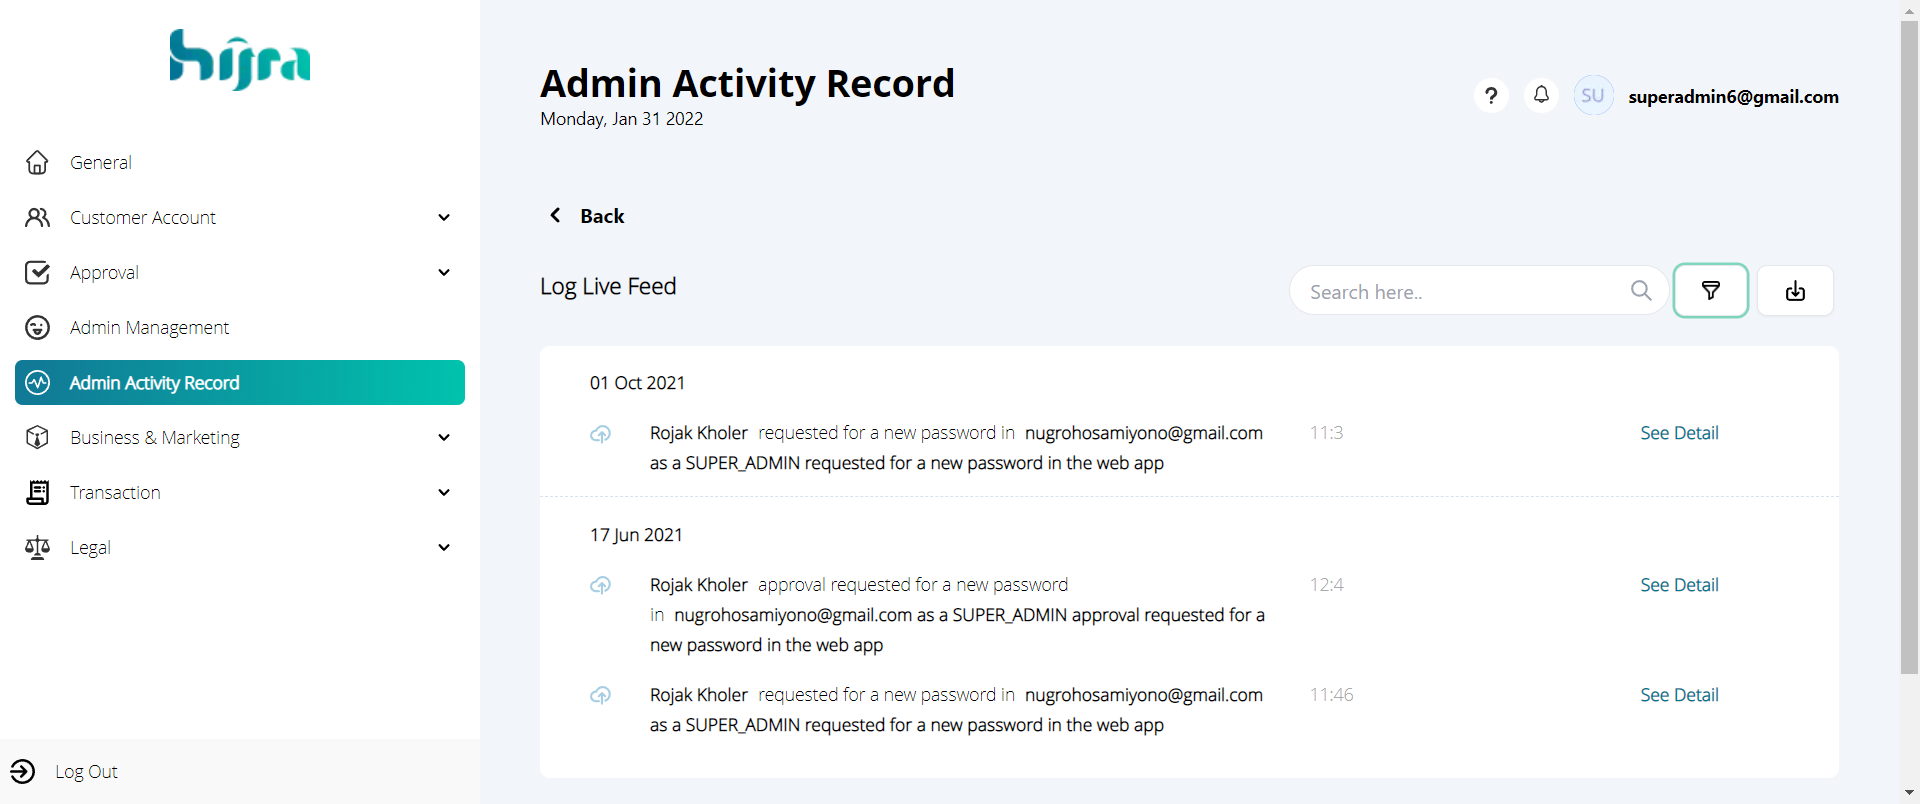 hijra
General
Customer Account
Approval
Admin Management
Admin Activity Record
Business & Marketing
Transaction
Legal
Log Out
Admin Activity Record
Monday, Jan 31 2022
?
SU
superadmin6@gmail.com
Back
Log Live Feed
Search here..
01 Oct 2021
Rojak Kholer requested for a new password in nugrohosamiyono@gmail.com
as a SUPER_ADMIN requested for a new password in the web app
11:3
See Detail
17 Jun 2021
Rojak Kholer approval requested for a new password
in nugrohosamiyono@gmail.com as a SUPER_ADMIN approval requested for a
new password in the web app
12:4
See Detail
Rojak Kholer requested for a new password in nugrohosamiyono@gmail.com
as a SUPER_ADMIN requested for a new password in the web app
11:46
See Detail